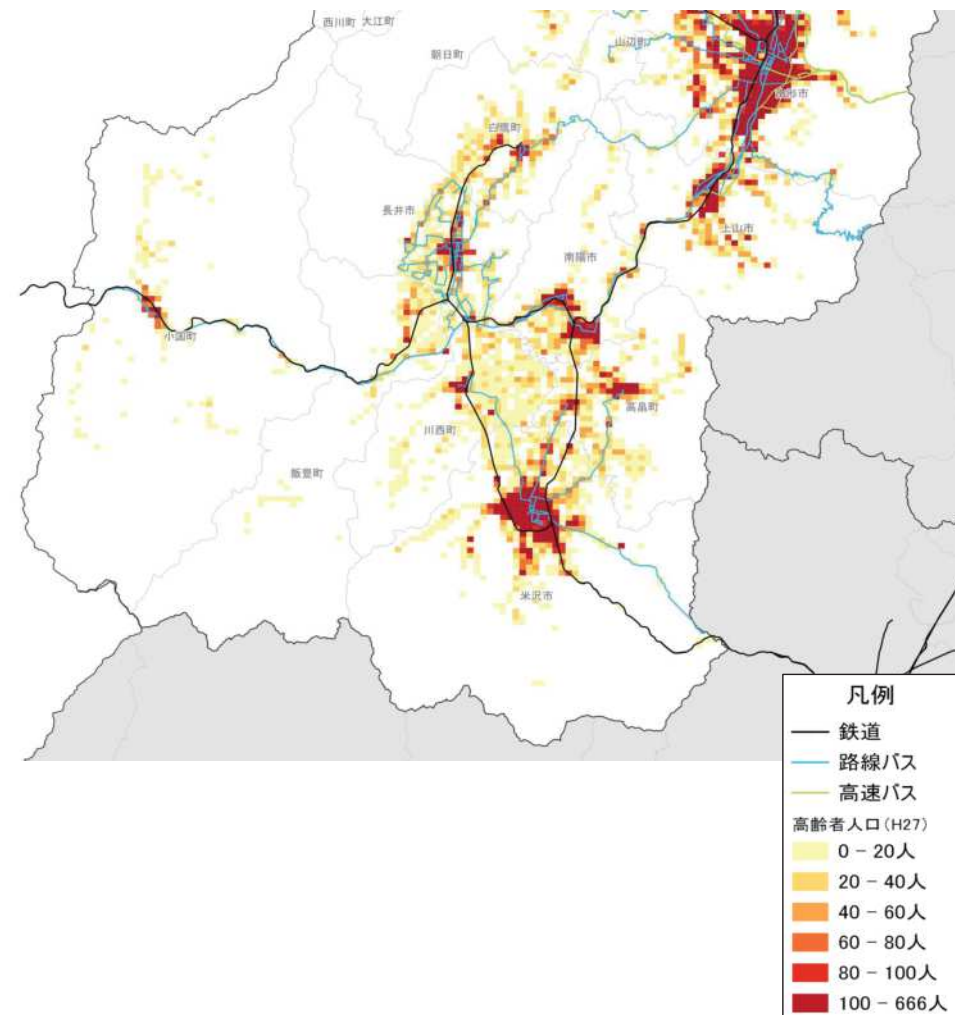 西川町 大江町
朝日町
山辺町
山形市
白鷹町
長井市
南陽市
上山市
小国町
高畠町
川西町
飯豊町
米沢市
凡例
鉄道
路線バス
高速バス
高齢者人口(H27)
0 - 20人
20 - 40人
40 - 60人
60 - 80人
80 - 100人
100 - 666人